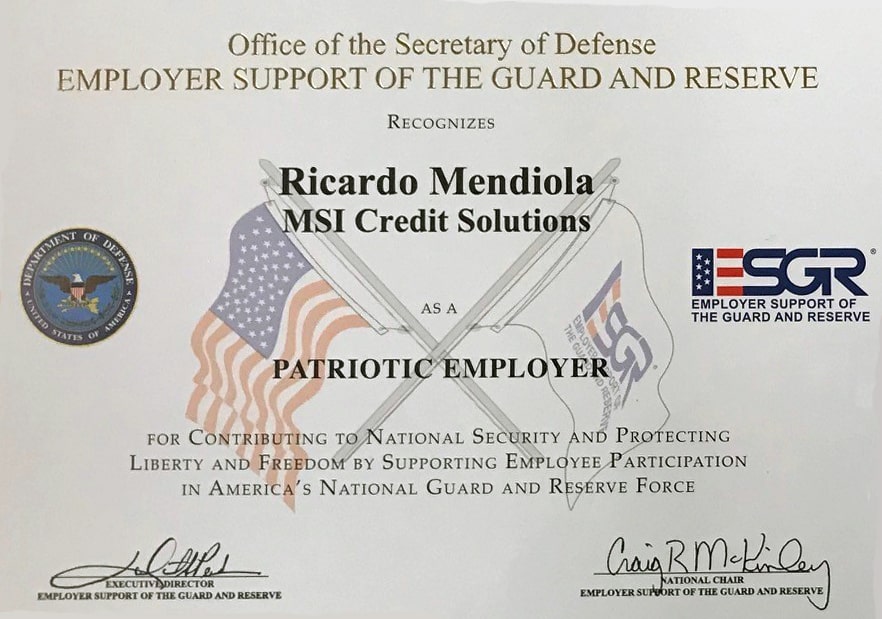 Office of the Secretary of Defense
EMPLOYER SUPPORT OF THE GUARD AND RESERVE
RECOGNIZES
Ricardo Mendiola
MSI Credit Solutions
DEPARTMENT OF DEFENSE
UNITED STATES OF AMERICA
ESGR®
EMPLOYER SUPPORT OF
THE GUARD AND RESERVE
AS A
ESGR
PATRIOTIC EMPLOYER
FOR CONTRIBUTING TO NATIONAL SECURITY AND PROTECTING
LIBERTY AND FREEDOM BY SUPPORTING EMPLOYEE PARTICIPATION
IN AMERICA'S NATIONAL GUARD AND RESERVE FORCE
Craig R McKinley
EXECUTIVE DIRECTOR
EMPLOYER SUPPORT OF THE GUARD AND RESERVE
NATIONAL CHAIR
EMPLOYER SUPPORT OF THE GUARD AND RESERVE